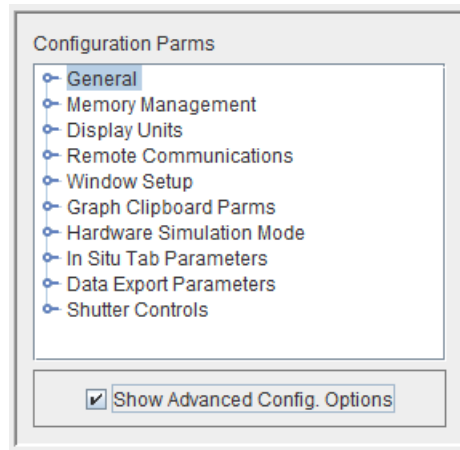 Configuration Parms
General
Memory Management
Display Units
Remote Communications
Window Setup
Graph Clipboard Parms
Hardware Simulation Mode
In Situ Tab Parameters
Data Export Parameters
Shutter Controls
Show Advanced Config. Options